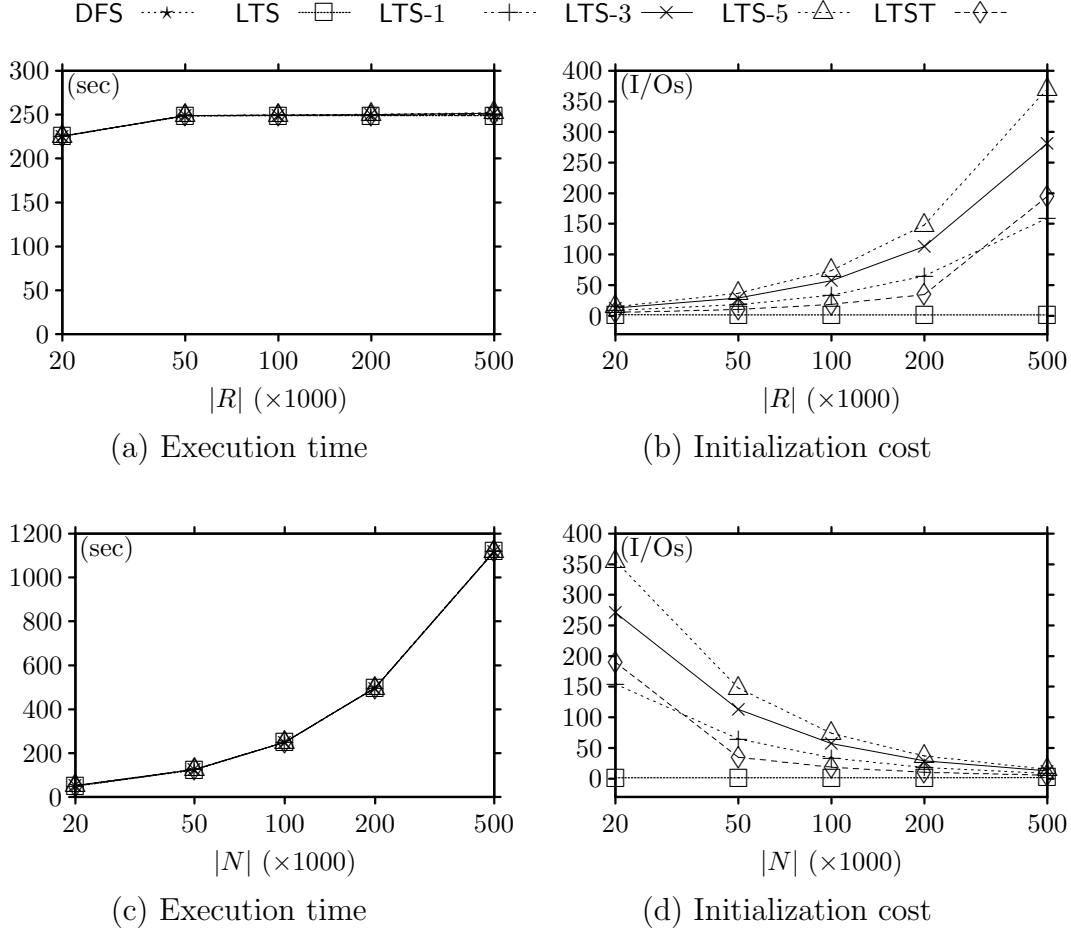 DFS LTS LTS-1 LTS-3 LTS-5 LTST
300
250
200
150
100
50
0
(sec)
20 50 100 200 500
|R| (×1000)
(a) Execution time
400
350
300
250
200
150
100
50
0
(I/Os)
20 50 100 200 500
|R| (×1000)
(b) Initialization cost
1200
1000
800
600
400
200
0
(sec)
20 50 100 200 500
|N| (×1000)
(c) Execution time
400
350
300
250
200
150
100
50
0
(I/Os)
20 50 100 200 500
|N| (×1000)
(d) Initialization cost